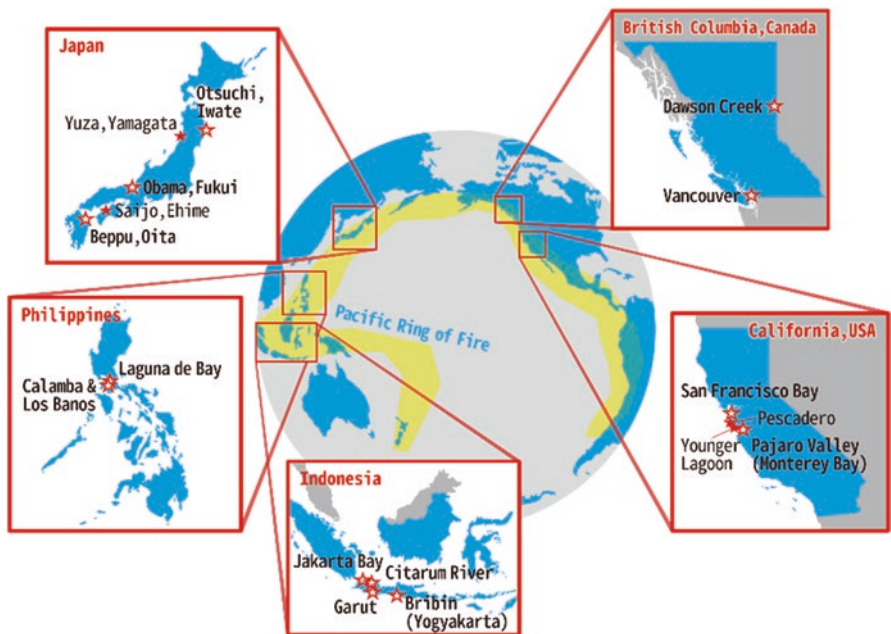 Japan
Otsuchi,
Iwate
Yuza,Yamagata
Obama,Fukui
Saijo,Ehime
Beppu,Oita
British Columbia,Canada
Dawson Creek
Vancouver
Pacific Ring of Fire
Philippines
Laguna de Bay
Calamba &
Los Banos
California,USA
San Francisco Bay
Pescadero
Younger
Lagoon
Pajaro Valley
(Monterey Bay)
Indonesia
Jakarta Bay
Citarum River
Garut
Bribin
(Yogyakarta)